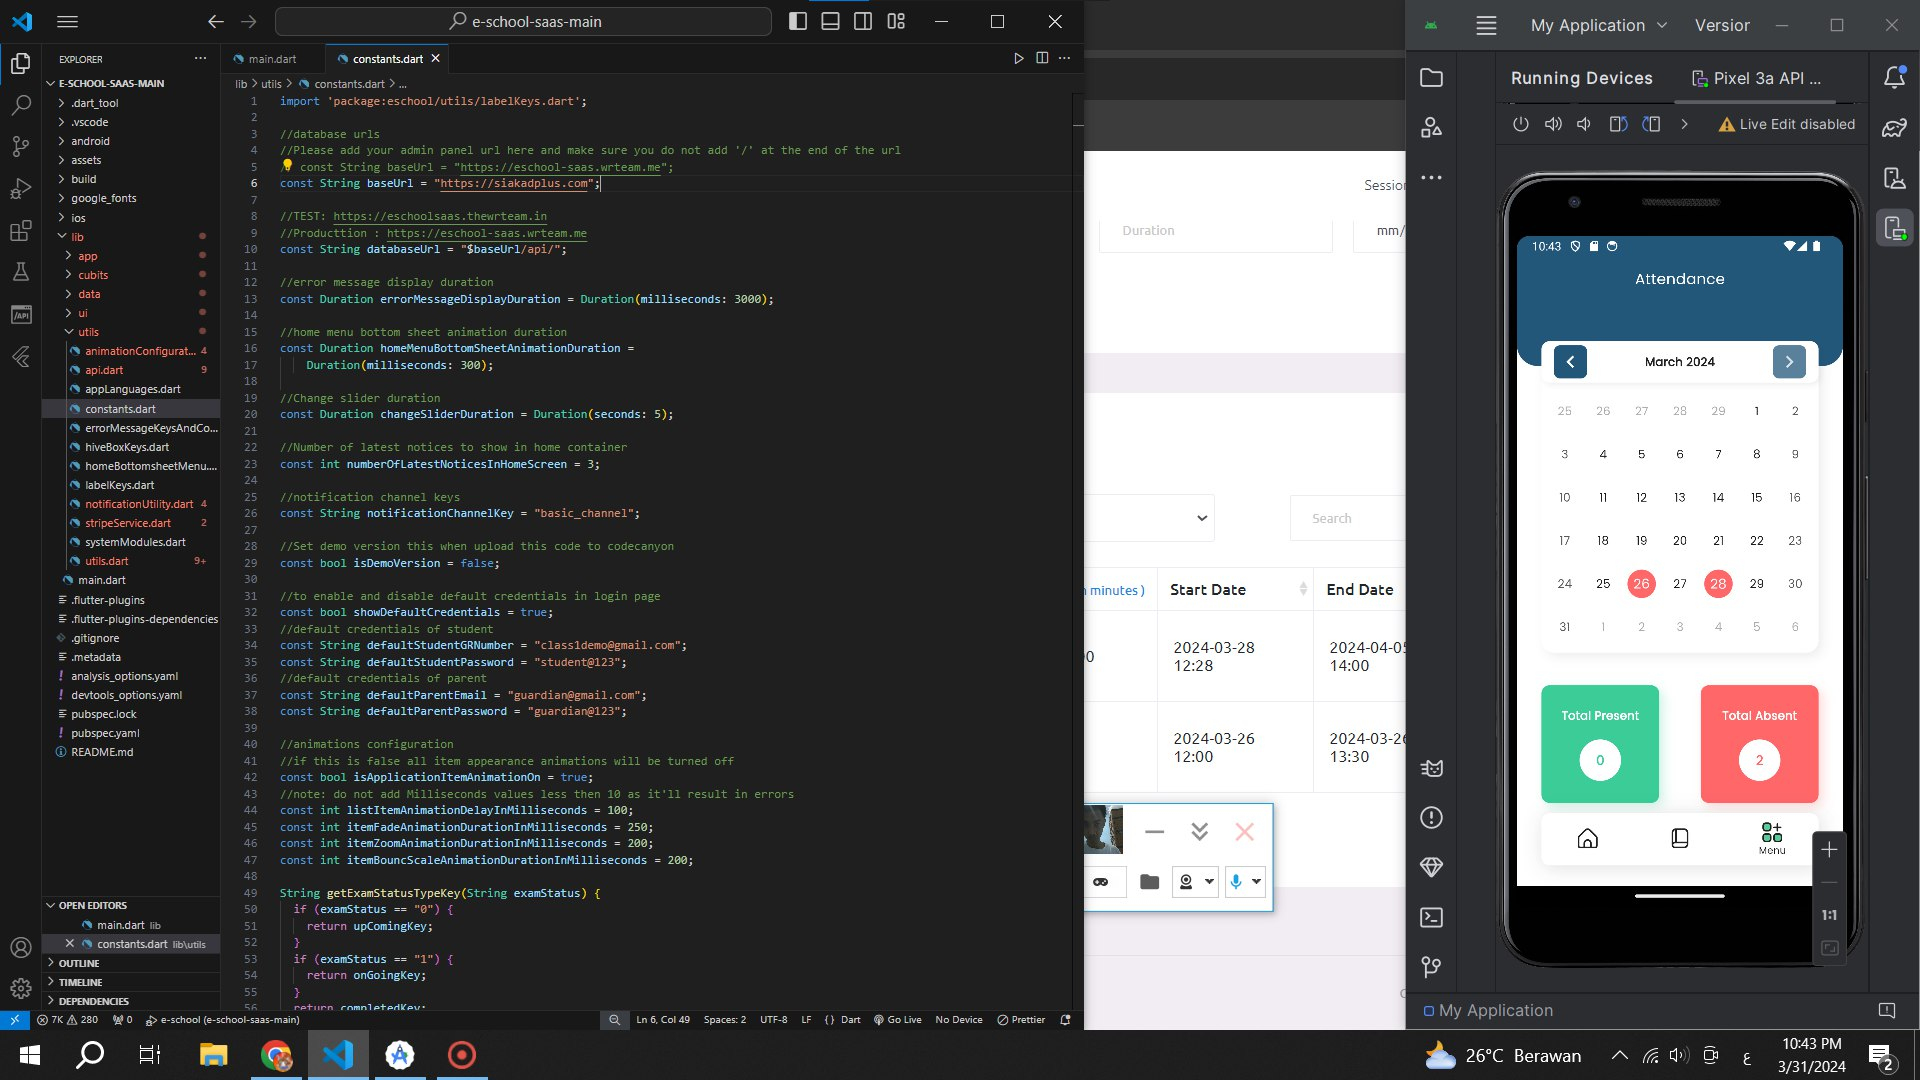 e-school-saas-main
EXPLORER
E-SCHOOL-SAAS-MAIN
.dart_tool
.vscode
android
assets
build
google_fonts
ios
lib
app
cubits
data
ui
utils
animationConfigurat... 4
api.dart 9
appLanguages.dart
constants.dart
errorMessageKeysAndCo...
hiveBoxKeys.dart
homeBottomsheetMenu....
labelKeys.dart
notificationUtility.dart 4
stripeService.dart 2
systemModules.dart
utils.dart 9+
main.dart
.flutter-plugins
.flutter-plugins-dependencies
.gitignore
.metadata
analysis_options.yaml
devtools_options.yaml
pubspec.lock
pubspec.yaml
README.md
OPEN EDITORS
main.dart lib
constants.dart lib\utils
OUTLINE
TIMELINE
DEPENDENCIES
main.dart
constants.dart
lib > utils > constants.dart > ...
1 import 'package:eschool/utils/labelKeys.dart';
2
3 //database urls
4 //Please add your admin panel url here and make sure you do not add '/' at the end of the url
5 const String baseUrl = "https://eschool-saas.wrteam.me";
6 const String baseUrl = "https://siakadplus.com";
7
8 //TEST: https://eschoolsaas.thewrteam.in
9 //Producttion : https://eschool-saas.wrteam.me
10 const String databaseUrl = "$baseUrl/api/";
11
12 //error message display duration
13 const Duration errorMessageDisplayDuration = Duration(milliseconds: 3000);
14
15 //home menu bottom sheet animation duration
16 const Duration homeMenuBottomSheetAnimationDuration =
17 Duration(milliseconds: 300);
18
19 //Change slider duration
20 const Duration changeSliderDuration = Duration(seconds: 5);
21
22 //Number of latest notices to show in home container
23 const int numberOfLatestNoticesInHomeScreen = 3;
24
25 //notification channel keys
26 const String notificationChannelKey = "basic_channel";
27
28 //Set demo version this when upload this code to codecanyon
29 const bool isDemoVersion = false;
30
31 //to enable and disable default credentials in login page
32 const bool showDefaultCredentials = true;
33 //default credentials of student
34 const String defaultStudentGRNumber = "class1demo@gmail.com";
35 const String defaultStudentPassword = "student@123";
36 //default credentials of parent
37 const String defaultParentEmail = "guardian@gmail.com";
38 const String defaultParentPassword = "guardian@123";
39
40 //animations configuration
41 //if this is false all item appearance animations will be turned off
42 const bool isApplicationItemAnimationOn = true;
43 //note: do not add Milliseconds values less then 10 as it'll result in errors
44 const int listItemAnimationDelayInMilliseconds = 100;
45 const int itemFadeAnimationDurationInMilliseconds = 250;
46 const int itemZoomAnimationDurationInMilliseconds = 200;
47 const int itemBouncScaleAnimationDurationInMilliseconds = 200;
48
49 String getExamStatusTypeKey(String examStatus) {
50 if (examStatus == "0") {
51 return upComingKey;
52 }
53 if (examStatus == "1") {
54 return onGoingKey;
55 }
56 return completedKey;
7K 280 0 e-school (e-school-saas-main) Ln 6, Col 49 Spaces: 2 UTF-8 LF {} Dart Go Live No Device Prettier
Duration
mm/
Search
n minutes ) Start Date End Date
00 2024-03-28 12:28 2024-04-05 14:00
2024-03-26 12:00 2024-03-26 13:30
My Application Version
Running Devices Pixel 3a API ...
Live Edit disabled
10:43
Attendance
March 2024
25 26 27 28 29 1 2
3 4 5 6 7 8 9
10 11 12 13 14 15 16
17 18 19 20 21 22 23
24 25 26 27 28 29 30
31 1 2 3 4 5 6
Total Present Total Absent
0 2
Menu
1:1
My Application
26°C Berawan
ع
10:43 PM
3/31/2024
2